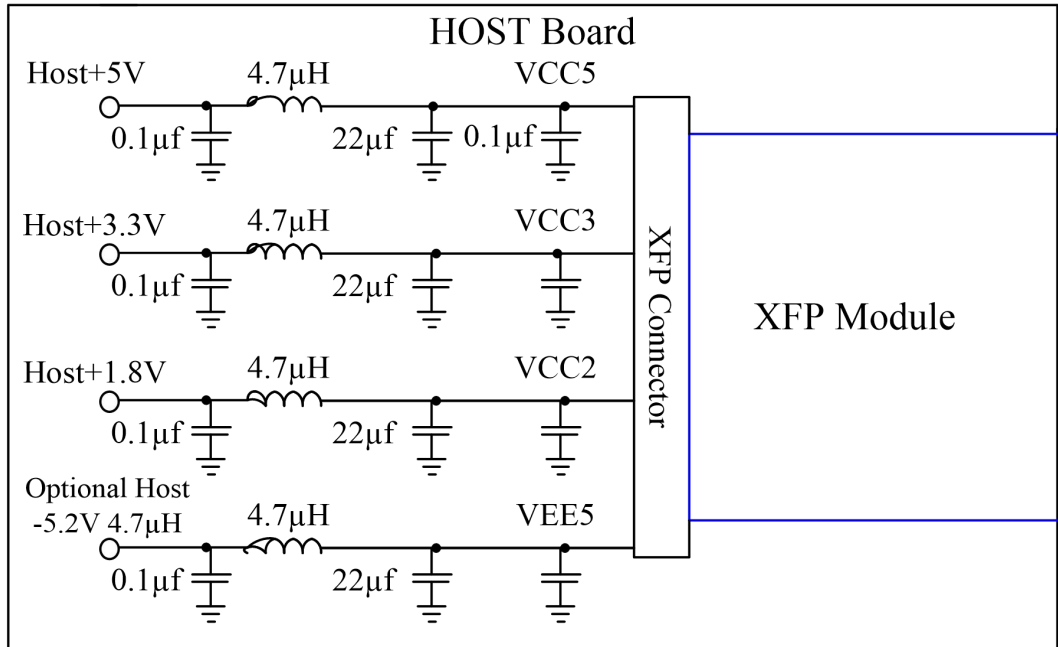 HOST Board
Host+5V
4.7µH
VCC5
0.1µf
22µf
0.1µf
Host+3.3V
4.7µH
VCC3
0.1µf
22µf
Host+1.8V
4.7µH
VCC2
0.1µf
22µf
Optional Host
-5.2V 4.7µH
4.7µH
VEE5
0.1µf
22µf
XFP Connector
XFP Module